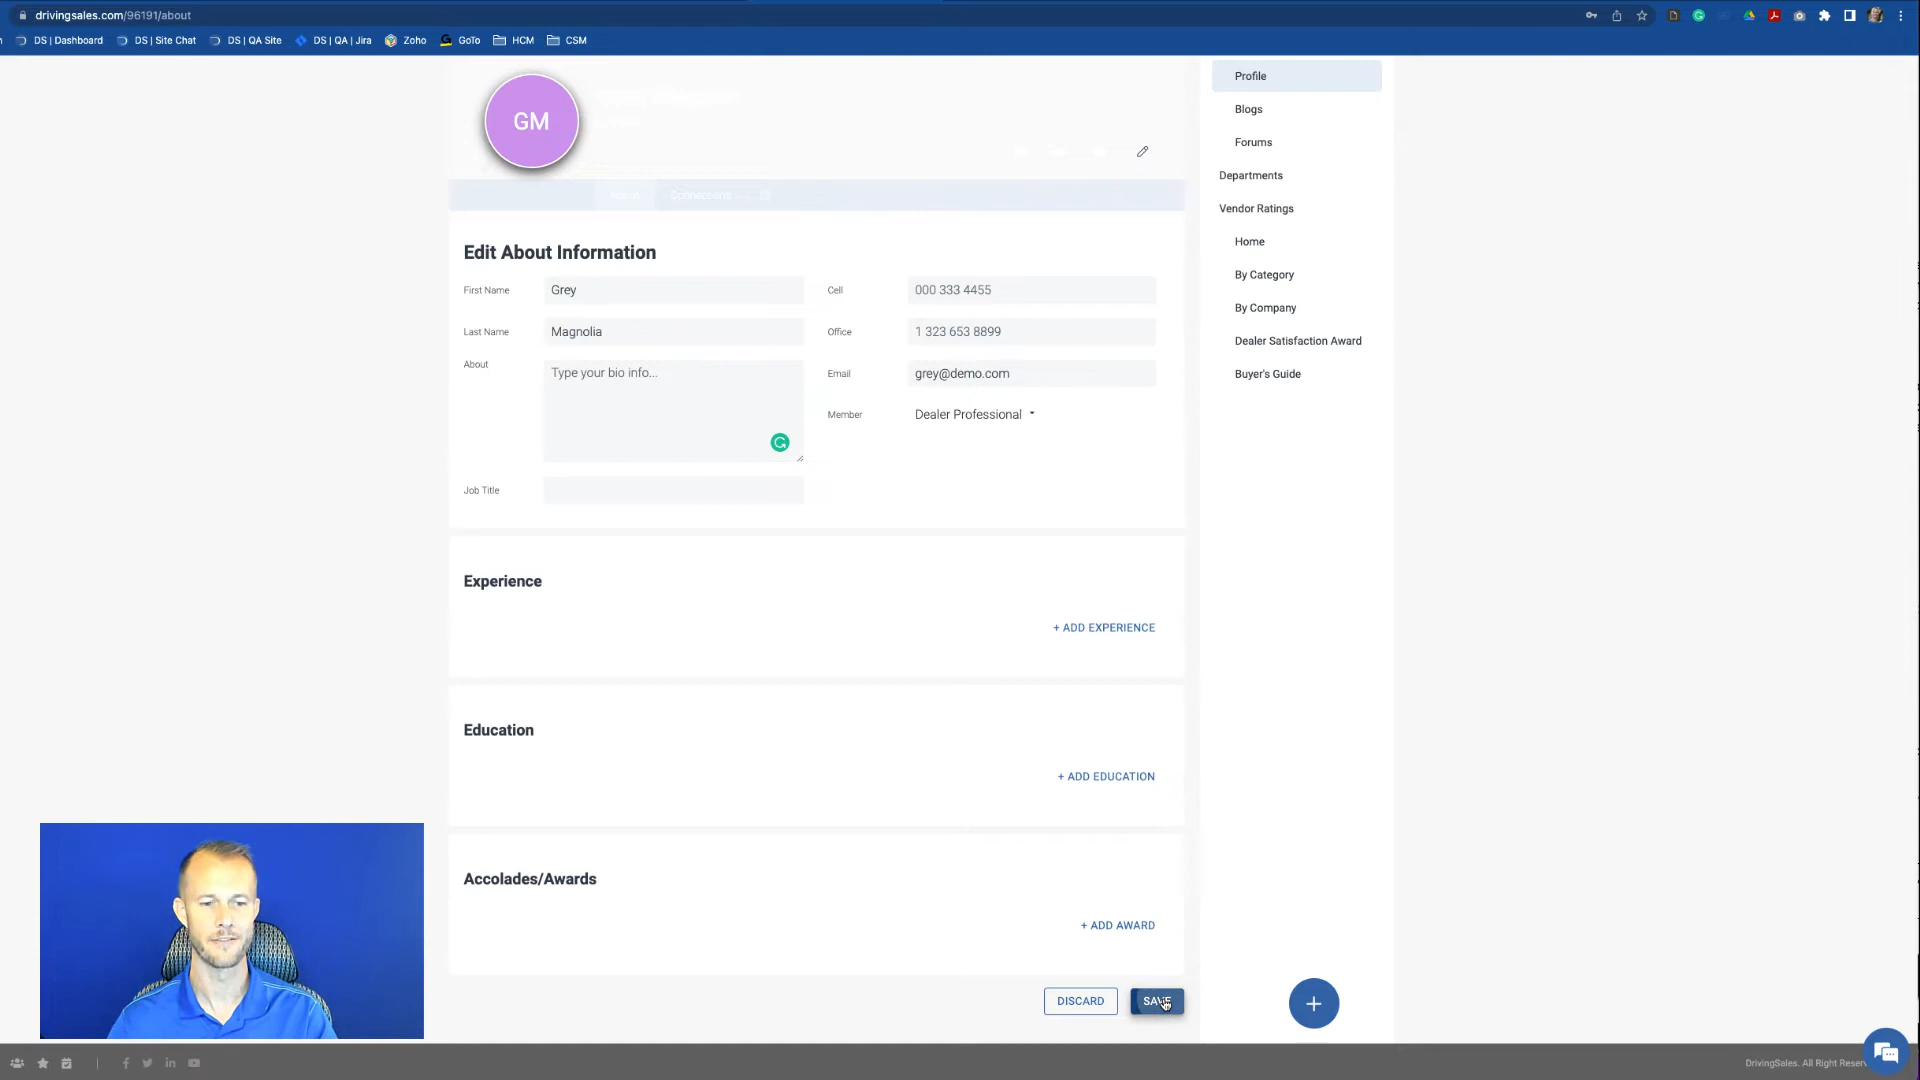 drivingsales.com/96191/about
DS | Dashboard DS | Site Chat DS | QA Site DS | QA | Jira Zoho GoTo HCM CSM
GM
Connections
Edit About Information
First Name Grey
Last Name Magnolia
About Type your bio info...
Job Title
Cell 000 333 4455
Office 1 323 653 8899
Email grey@demo.com
Member Dealer Professional
Experience
+ ADD EXPERIENCE
Education
+ ADD EDUCATION
Accolades/Awards
+ ADD AWARD
DISCARD SAVE
Profile
Blogs
Forums
Departments
Vendor Ratings
Home
By Category
By Company
Dealer Satisfaction Award
Buyer's Guide
+
DrivingSales. All Right Reserv